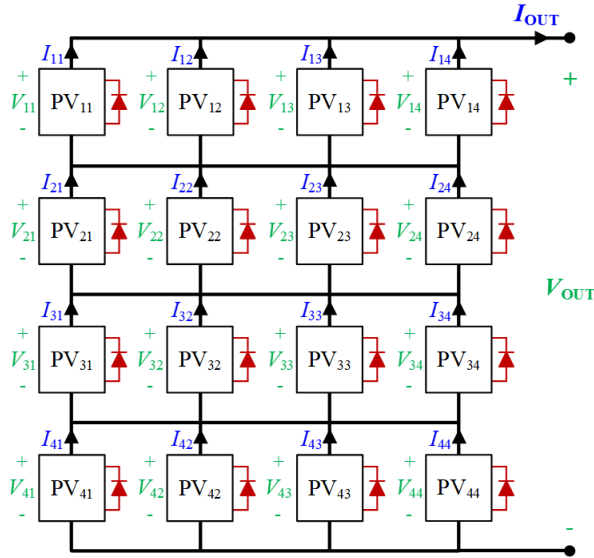 I_OUT
I11 I12 I13 I14
+ + + + +
V11 PV11 V12 PV12 V13 PV13 V14 PV14
- - - -
I21 I22 I23 I24
+ + + +
V21 PV21 V22 PV22 V23 PV23 V24 PV24
- - - -
V_OUT
I31 I32 I33 I34
+ + + +
V31 PV31 V32 PV32 V33 PV33 V34 PV34
- - - -
I41 I42 I43 I44
+ + + +
V41 PV41 V42 PV42 V43 PV43 V44 PV44
- - - - -